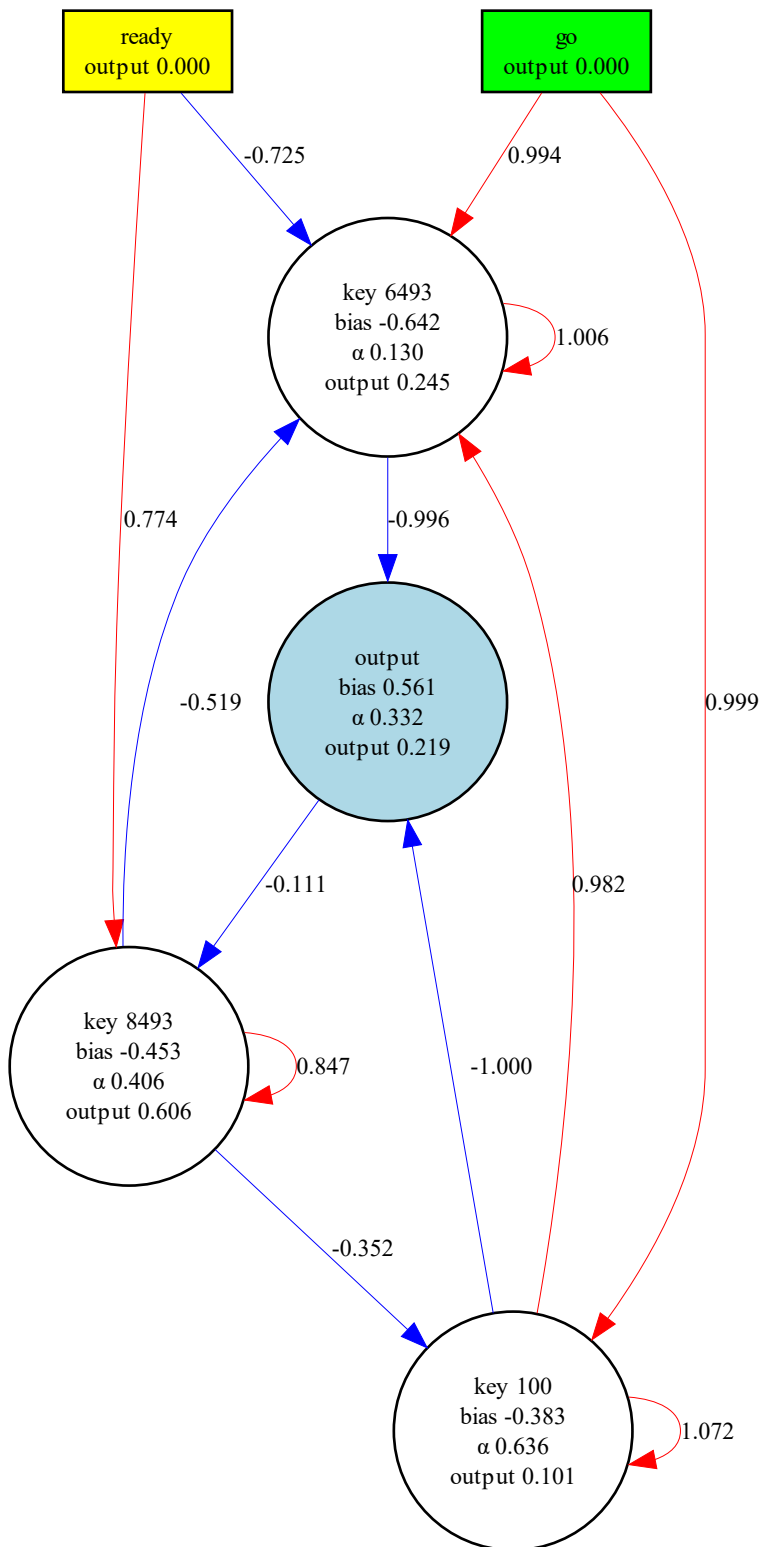 ready
output 0.000
go
output 0.000
-0.725
0.994
key 6493
bias -0.642
α 0.130
output 0.245
1.006
0.774
-0.996
-0.519
output
bias 0.561
α 0.332
output 0.219
0.999
-0.111
0.982
key 8493
bias -0.453
α 0.406
output 0.606
0.847
-1.000
-0.352
key 100
bias -0.383
α 0.636
output 0.101
1.072